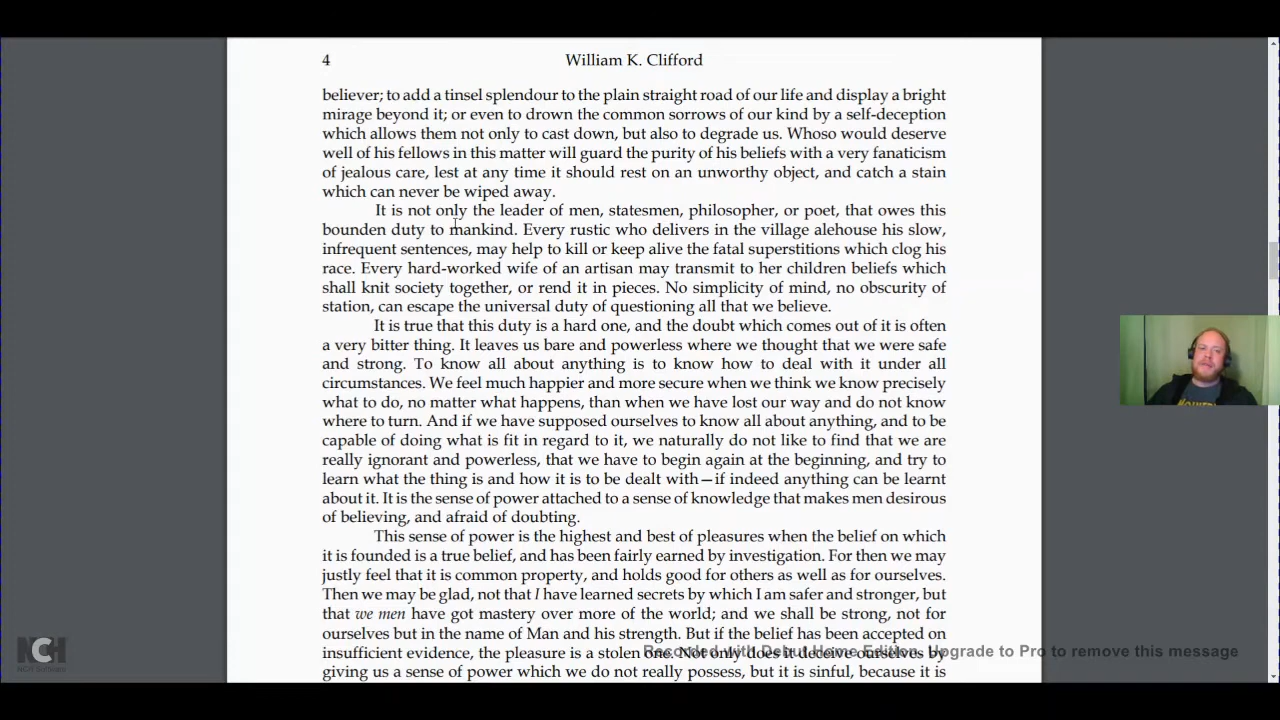 4 William K. Clifford
believer; to add a tinsel splendour to the plain straight road of our life and display a bright
mirage beyond it; or even to drown the common sorrows of our kind by a self-deception
which allows them not only to cast down, but also to degrade us. Whoso would deserve
well of his fellows in this matter will guard the purity of his beliefs with a very fanaticism
of jealous care, lest at any time it should rest on an unworthy object, and catch a stain
which can never be wiped away.
It is not only the leader of men, statesmen, philosopher, or poet, that owes this
bounden duty to mankind. Every rustic who delivers in the village alehouse his slow,
infrequent sentences, may help to kill or keep alive the fatal superstitions which clog his
race. Every hard-worked wife of an artisan may transmit to her children beliefs which
shall knit society together, or rend it in pieces. No simplicity of mind, no obscurity of
station, can escape the universal duty of questioning all that we believe.
It is true that this duty is a hard one, and the doubt which comes out of it is often
a very bitter thing. It leaves us bare and powerless where we thought that we were safe
and strong. To know all about anything is to know how to deal with it under all
circumstances. We feel much happier and more secure when we think we know precisely
what to do, no matter what happens, than when we have lost our way and do not know
where to turn. And if we have supposed ourselves to know all about anything, and to be
capable of doing what is fit in regard to it, we naturally do not like to find that we are
really ignorant and powerless, that we have to begin again at the beginning, and try to
learn what the thing is and how it is to be dealt with—if indeed anything can be learnt
about it. It is the sense of power attached to a sense of knowledge that makes men desirous
of believing, and afraid of doubting.
This sense of power is the highest and best of pleasures when the belief on which
it is founded is a true belief, and has been fairly earned by investigation. For then we may
justly feel that it is common property, and holds good for others as well as for ourselves.
Then we may be glad, not that I have learned secrets by which I am safer and stronger, but
that we men have got mastery over more of the world; and we shall be strong, not for
ourselves but in the name of Man and his strength. But if the belief has been accepted on
insufficient evidence, the pleasure is a stolen one. Not only does it deceive ourselves by
Recorded with Debut Home Edition. Upgrade to Pro to remove this message
giving us a sense of power which we do not really possess, but it is sinful, because it is
NCH